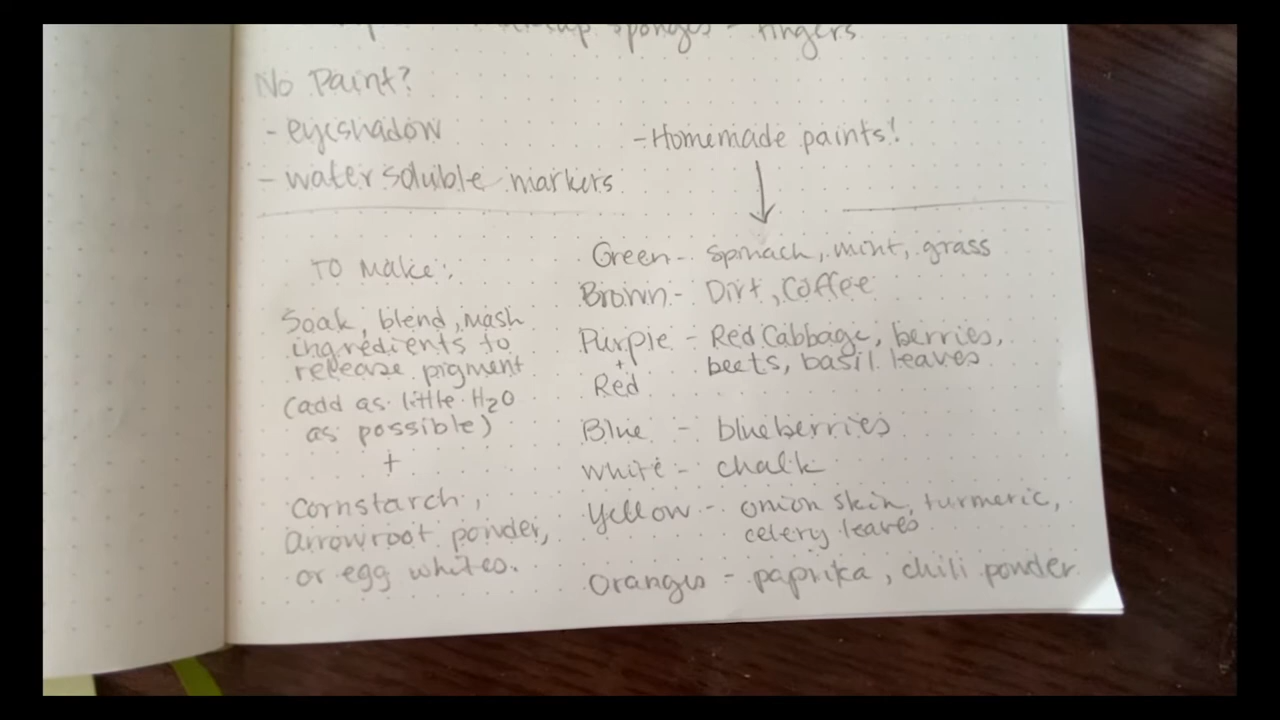 sponges - fingers
No Paint?
- eyeshadow
- water soluble markers
- Homemade paints!
TO Make:
Soak, blend, mash
ingredients to
release pigment
(add as little H2O
as possible)
+
cornstarch,
arrowroot powder,
or egg whites.
Green - Spinach, mint, grass
Brown - Dirt, Coffee
Purple - Red Cabbage, berries,
+ beets, basil leaves
Red
Blue - blueberries
White - chalk
Yellow - onion skin, turmeric,
celery leaves
Oranges - paprika, chili powder